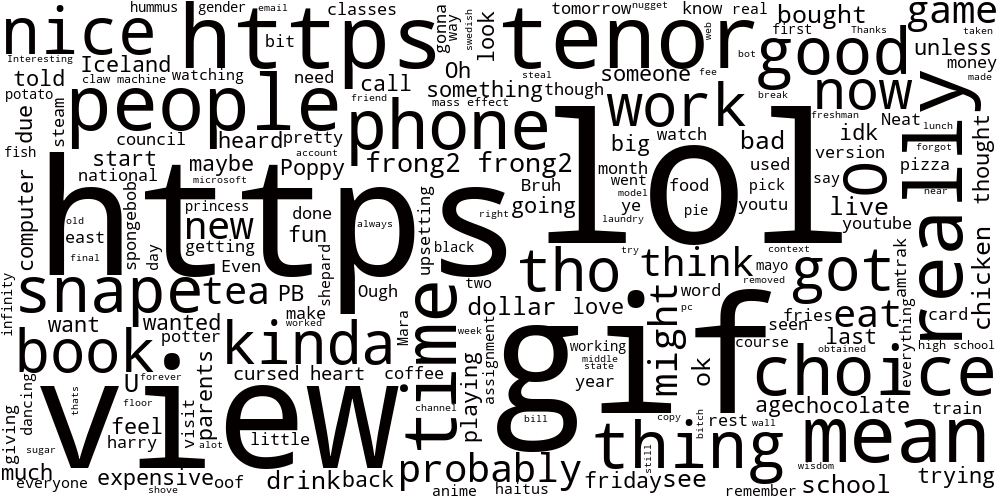 nice
hummus
https
gender
email
classes
bit
gonna
way
swedish
look
tenor
tomorrow
nugget
know
real
web
bought
first
Thanks
game
taken
Interesting
Iceland
claw machine
watching
told
potato
people
steam
due
fish
need
call
friend
Oh
something
steal
though
mass effect
someone
fee
bot
good
break
unless
money
made
now
council
heard
pretty
account
phone
work
freshman
Neat
lunch
start
national
maybe
microsoft
Poppy
frong2
frong2
big
watch
bad
idk
version
forgot
pizza
really
thought
computer
https
old
east
final
spongebob
day
princess
new
getting
Even
done
fun
shepard
always
upsetting
black
right
Bruh
going
lol
month
went
model
ye
laundry
food
pie
used
pick
youtu
say
live
youtube
near
infinity
snape
tea
PB
Ough
make
worked
two
dollar
love
tho
try
think
context
mayo
removed
got
amtrak
chicken
want
wanted
potter
book
kinda
Mara
time
week
assignment
gif
working
middle
state
year
might
word
pc
ok
seen
fries
eat
course
last
obtained
everything
card
high school
dancing
giving
thats
view
U
forever
floor
parents
visit
cursed
heart
coffee
channel
playing
choice
age
chocolate
train
sugar
feel
harry
alot
little
bill
thing
copy
bitch
rest
wall
mean
much
everyone
expensive
shove
oof
drink
back
probably
anime
haitus
friday
still
see
remember
wisdom
school
trying